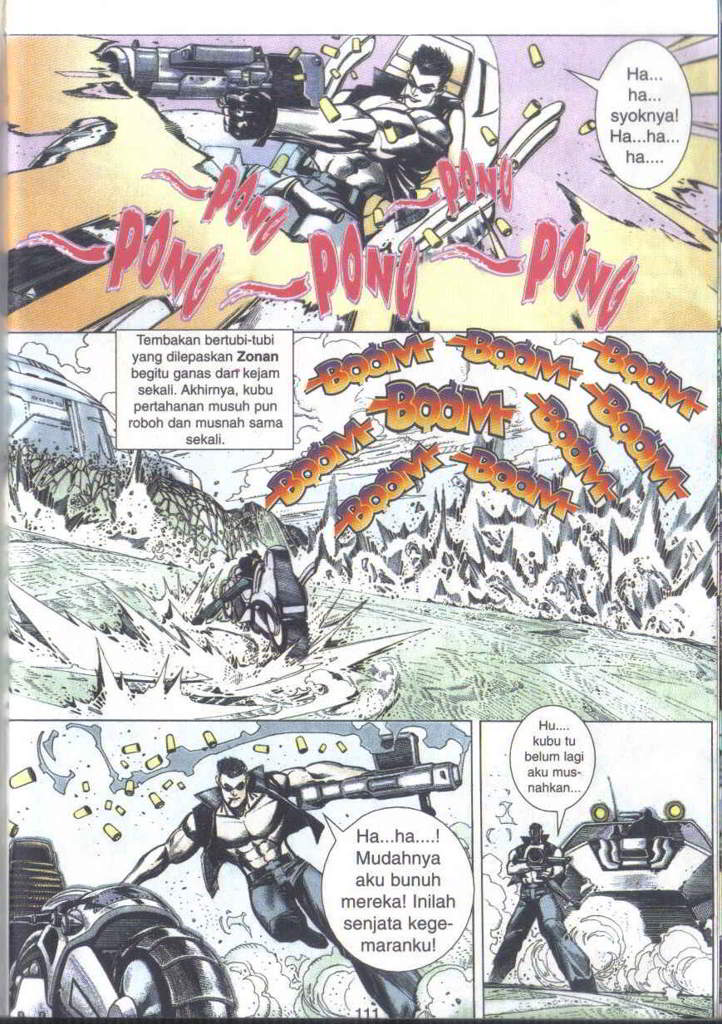 Ha...
ha...
syoknya!
Ha...ha...
ha....
PONG
PONG
PONG
PONG
PONG
Tembakan bertubi-tubi
yang dilepaskan Zonan
begitu ganas dan kejam
sekali. Akhirnya, kubu
pertahanan musuh pun
roboh dan musnah sama
sekali.
BOOM
BOOM
BOOM
BOOM
BOOM
BOOM
BOOM
BOOM
BOOM
Ha...ha....!
Mudahnya
aku bunuh
mereka! Inilah
senjata kege-
maranku!
Hu....
kubu tu
belum lagi
aku mus-
nahkan...
111